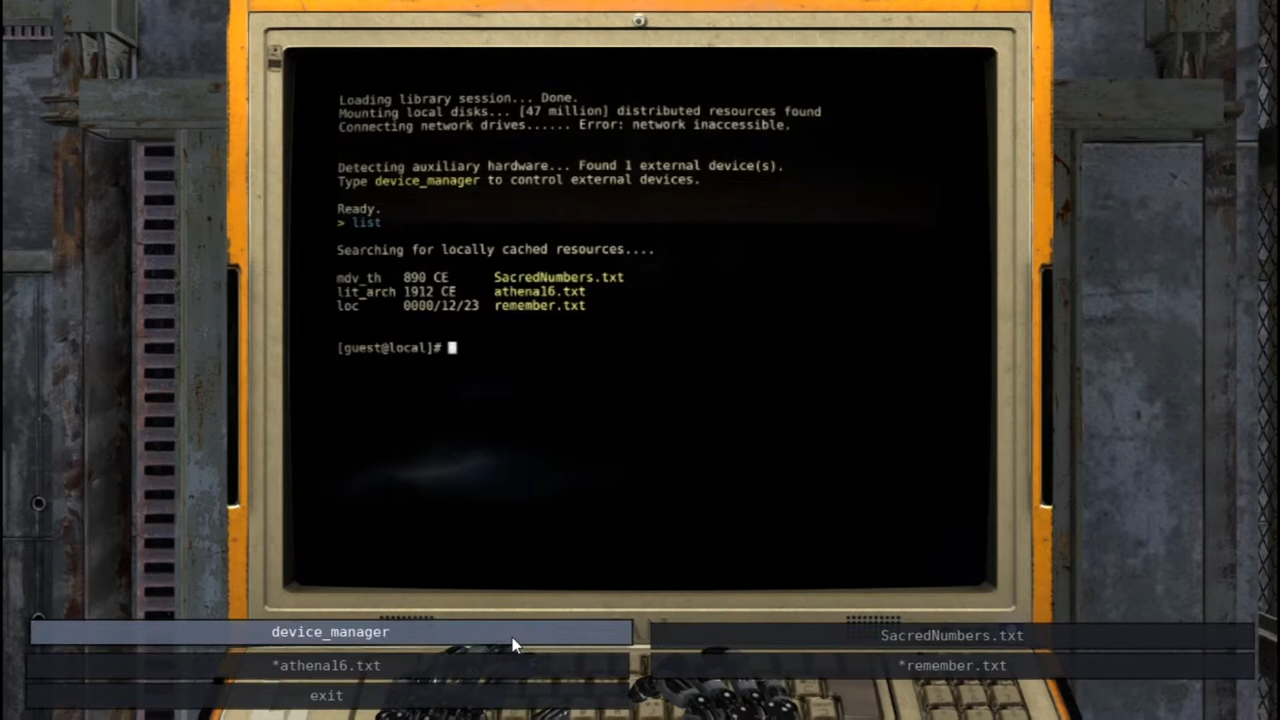 Loading library session... Done.
Mounting local disks... [47 million] distributed resources found
Connecting network drives...... Error: network inaccessible.
Detecting auxiliary hardware... Found 1 external device(s).
Type device_manager to control external devices.
Ready.
> list
Searching for locally cached resources....
mdv_th 890 CE SacredNumbers.txt
lit_arch 1912 CE athena16.txt
loc 0000/12/23 remember.txt
[guest@local]#
device_manager
SacredNumbers.txt
*athena16.txt
*remember.txt
exit